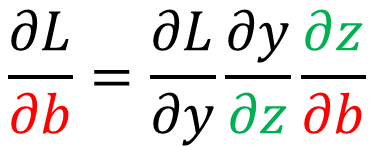 ∂L/∂b = ∂L/∂y ∂y/∂z ∂z/∂b